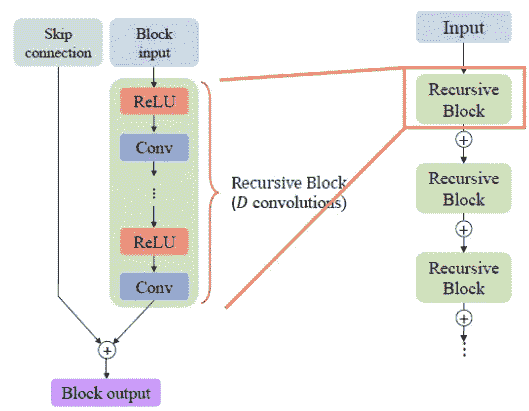 Skip
connection
Block
input
ReLU
Conv
⋮
ReLU
Conv
+
Block output
Recursive Block
(D convolutions)
Input
Recursive
Block
+
Recursive
Block
+
Recursive
Block
+
⋮